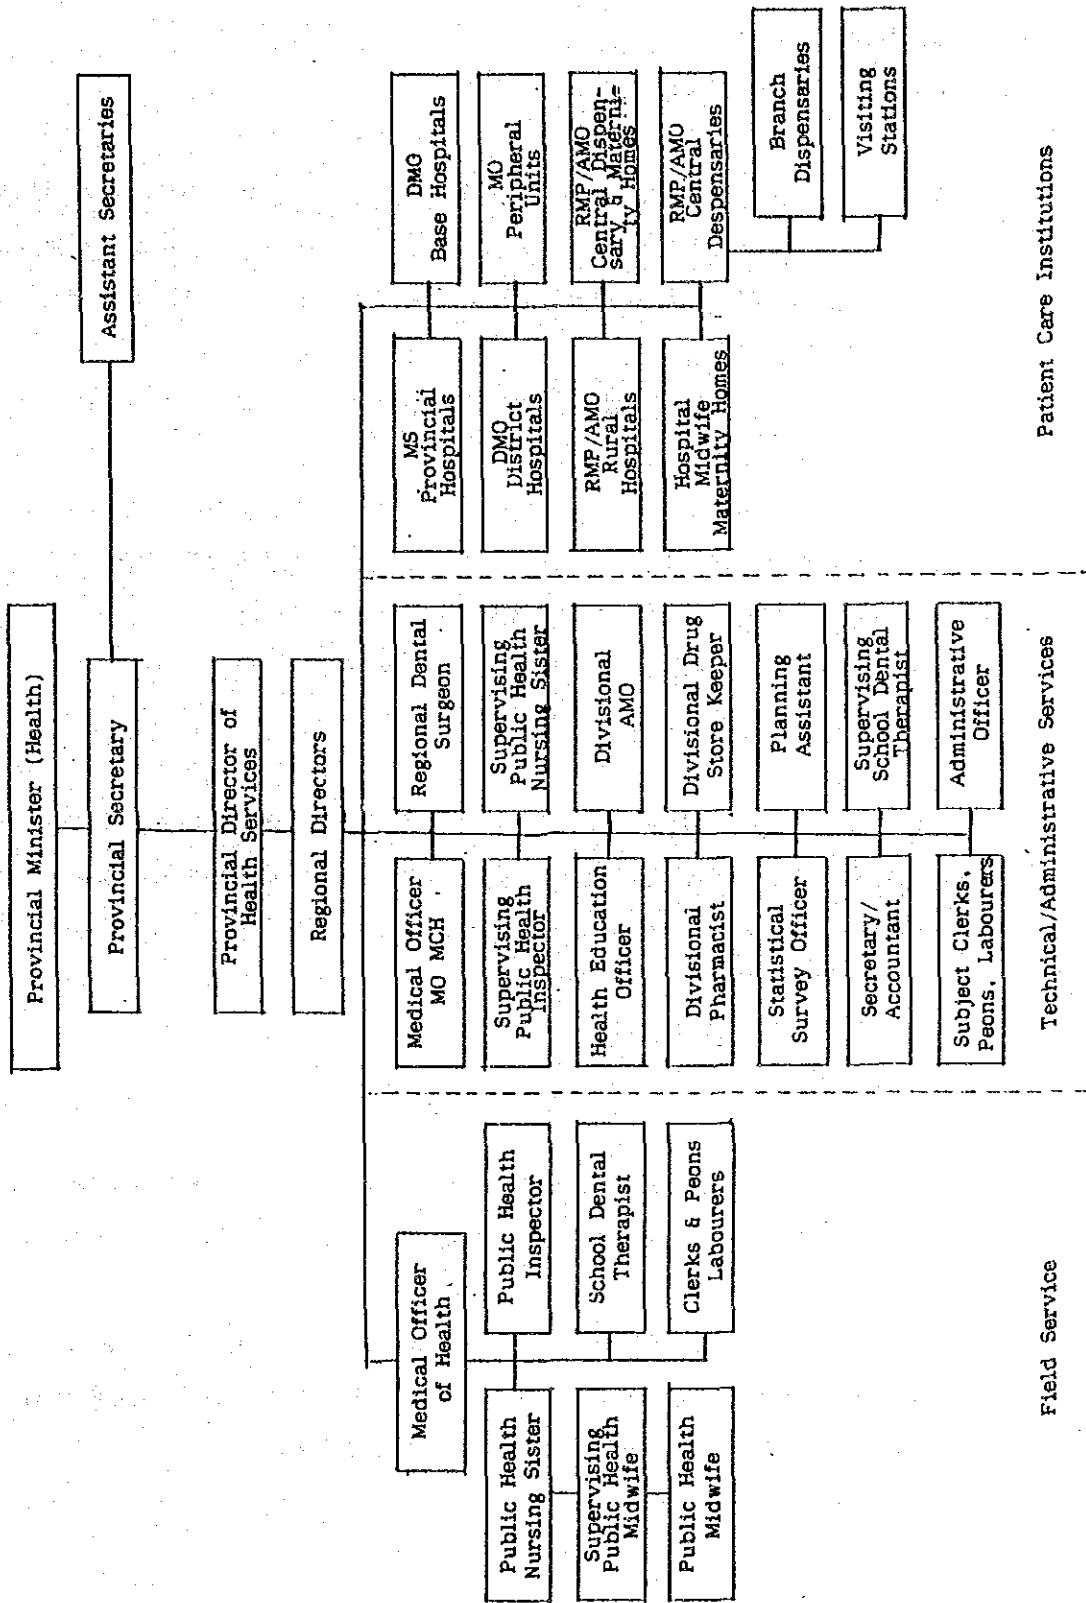 Provincial Minister (Health)
Provincial Secretary
Assistant Secretaries
Provincial Director of
Health Services
Regional Directors
Medical Officer
of Health
Public Health
Nursing Sister
Public Health
Inspector
Supervising
Public Health
Midwife
School Dental
Therapist
Public Health
Midwife
Clerks & Peons
Labourers
Field Service
Medical Officer
MO MCH
Regional Dental
Surgeon
Supervising
Public Health
Inspector
Supervising
Public Health
Nursing Sister
Health Education
Officer
Divisional
AMO
Divisional
Pharmacist
Divisional Drug
Store Keeper
Statistical
Survey Officer
Planning
Assistant
Secretary/
Accountant
Supervising
School Dental
Therapist
Subject Clerks,
Peons, Labourers
Administrative
Officer
Technical/Administrative Services
MS
Provincial
Hospitals
DMO
Base Hospitals
DMO
District
Hospitals
MO
Peripheral
Units
RMP/AMO
Rural
Hospitals
RMP/AMO
Central Dispen-
sary & Materni-
ty Homes
Hospital
Midwife
Maternity Homes
RMP/AMO
Central
Despensaries
Branch
Dispensaries
Visiting
Stations
Patient Care Institutions